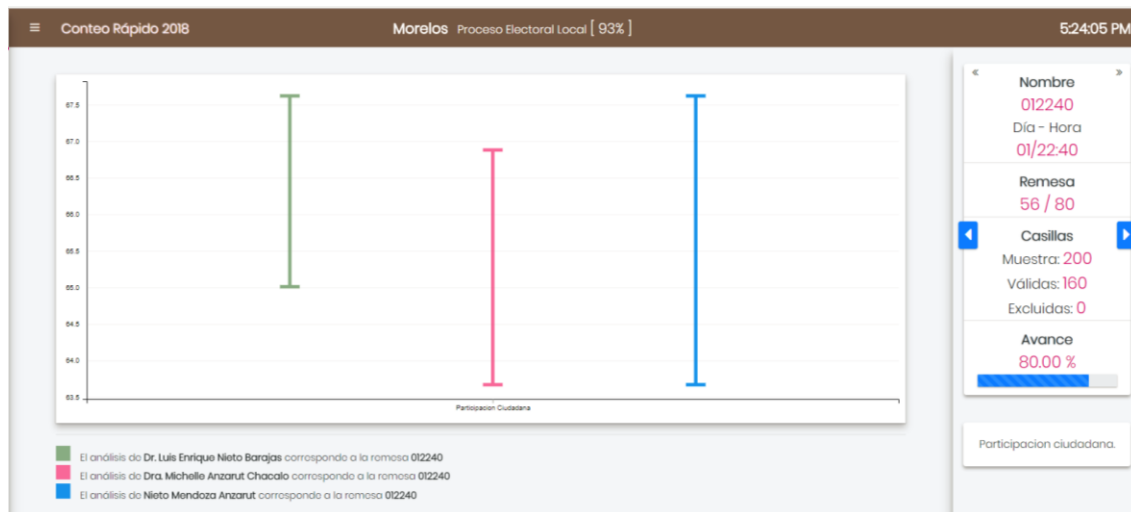 ≡ Conteo Rápido 2018 Morelos Proceso Electoral Local [ 93% ] 5:24:05 PM
67.5
67.0
66.5
66.0
65.5
65.0
64.5
64.0
63.5
Participacion Ciudadana
El análisis de Dr. Luis Enrique Nieto Barajas corresponde a la remesa 012240
El análisis de Dra. Michelle Anzarut Chacalo corresponde a la remesa 012240
El análisis de Nieto Mendoza Anzarut corresponde a la remesa 012240
« »
Nombre
012240
Día - Hora
01/22:40
Remesa
56 / 80
Casillas
Muestra: 200
Válidas: 160
Excluidas: 0
Avance
80.00 %
Participacion ciudadana.